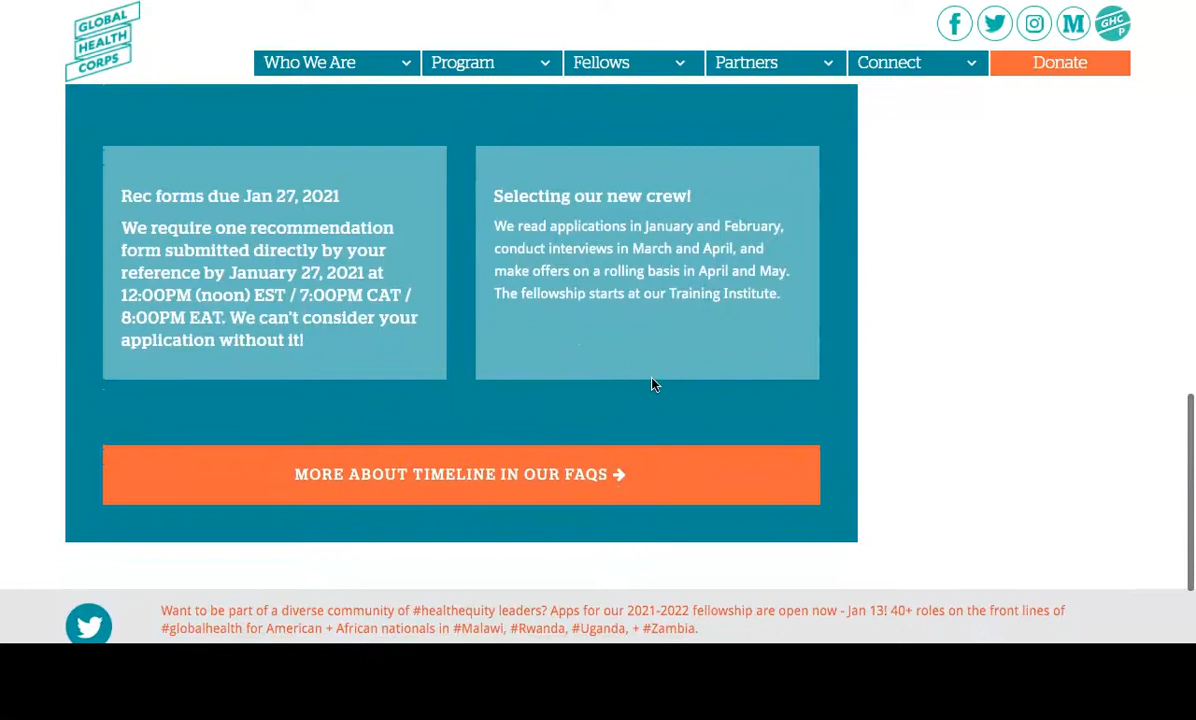 GLOBAL
HEALTH
CORPS
GHC
P
Who We Are
Program
Fellows
Partners
Connect
Donate
Rec forms due Jan 27, 2021
We require one recommendation
form submitted directly by your
reference by January 27, 2021 at
12:00PM (noon) EST / 7:00PM CAT /
8:00PM EAT. We can't consider your
application without it!
Selecting our new crew!
We read applications in January and February,
conduct interviews in March and April, and
make offers on a rolling basis in April and May.
The fellowship starts at our Training Institute.
MORE ABOUT TIMELINE IN OUR FAQS →
Want to be part of a diverse community of #healthequity leaders? Apps for our 2021-2022 fellowship are open now - Jan 13! 40+ roles on the front lines of
#globalhealth for American + African nationals in #Malawi, #Rwanda, #Uganda, + #Zambia.